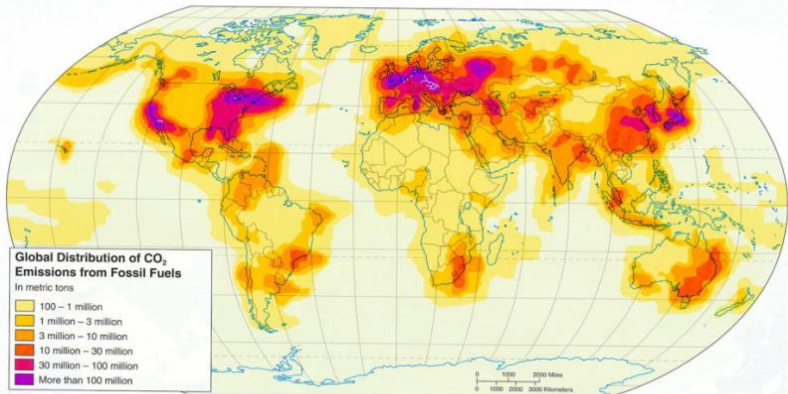 Global Distribution of CO₂
Emissions from Fossil Fuels
In metric tons
100 – 1 million
1 million – 3 million
3 million – 10 million
10 million – 30 million
30 million – 100 million
More than 100 million
0 1000 2000 Miles
0 1000 2000 3000 Kilometers